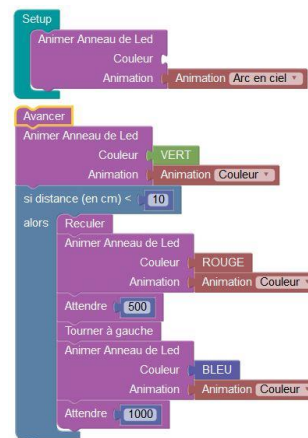 Setup
Animer Anneau de Led
Couleur
Animation Animation Arc en ciel
Avancer
Animer Anneau de Led
Couleur VERT
Animation Animation Couleur
si distance (en cm) < 10
alors Reculer
Animer Anneau de Led
Couleur ROUGE
Animation Animation Couleur
Attendre 500
Tourner à gauche
Animer Anneau de Led
Couleur BLEU
Animation Animation Couleur
Attendre 1000